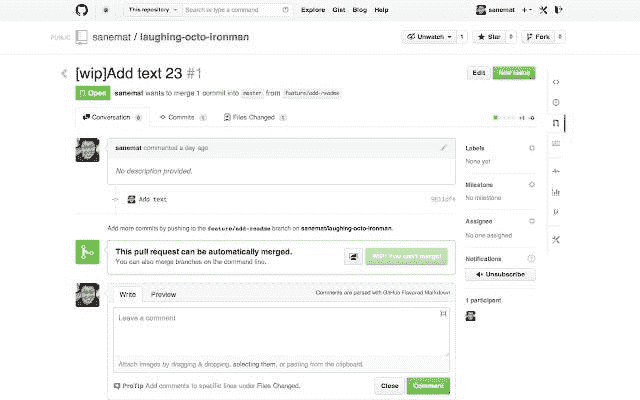 This repository Search or type a command Explore Gist Blog Help sanemat
PUBLIC sanemat / laughing-octo-ironman Unwatch 1 Star 0 Fork 0
[wip]Add text 23 #1 Edit New Issue
Open sanemat wants to merge 1 commit into master from feature/add-readme
Conversation 0 Commits 1 Files Changed 1 +1 -0
sanemat commented a day ago
No description provided.
Add text
Labels
None yet
Milestone
No milestone
Assignee
No one assigned
Notifications
Unsubscribe
1 participant
Add more commits by pushing to the feature/add-readme branch on sanemat/laughing-octo-ironman.
This pull request can be automatically merged.
You can also merge branches on the command line.
WIP! You can't merge!
Write Preview Comments are parsed with GitHub Flavored Markdown
Leave a comment
Attach images by dragging & dropping, selecting them, or pasting from the clipboard.
ProTip Add comments to specific lines under Files Changed.
Close Comment